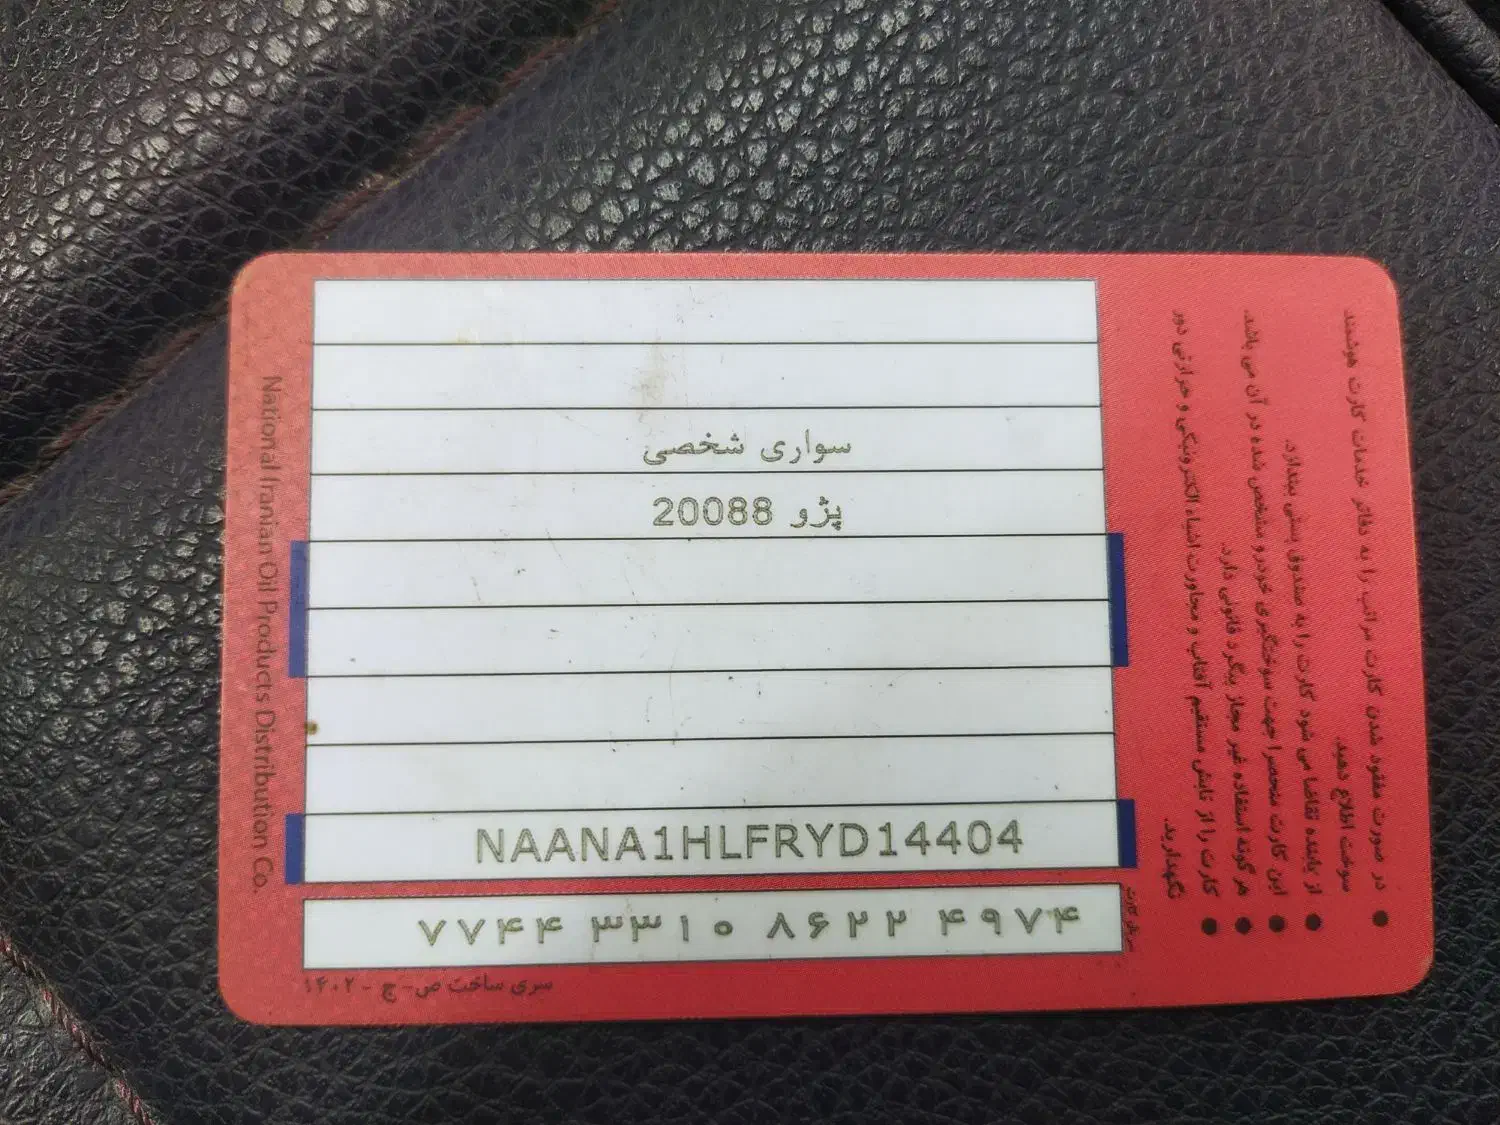 سواری شخصی
پژو 20088
NAANA1HLFRYD14404
سریال کارت
۷۷۴۴ ۳۳۱۵ ۸۶۲۲ ۴۹۷۴
سری ساخت ص-ج - ۱۴۰۲
National Iranian Oil Products Distribution Co.
● در صورت مفقود شدن کارت مراتب را به دفاتر خدمات کارت هوشمند
سوخت اطلاع دهید.
● از یابنده تقاضا می شود کارت را به صندوق پستی بیندازد.
● این کارت منحصرا جهت سوختگیری خودرو مشخص شده در آن می باشد.
● هر گونه استفاده غیر مجاز پیگرد قانونی دارد.
● کارت را از تابش مستقیم آفتاب و مجاورت اشیاء الکترونیکی و حرارتی دور
نگهدارید.